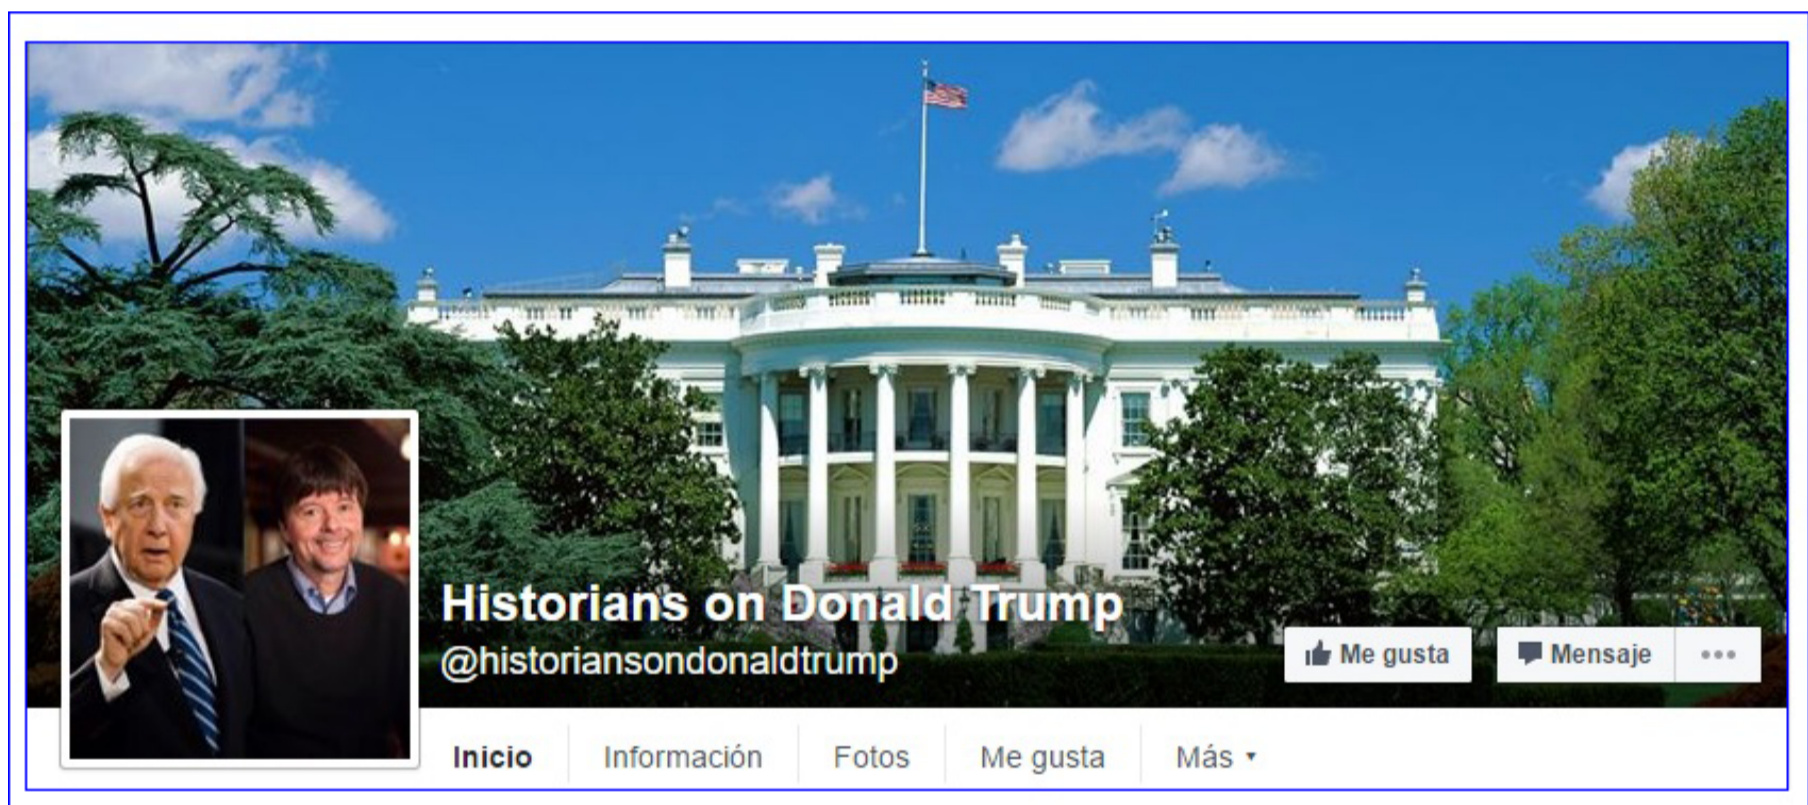 Historians on Donald Trump
@historiansondonaldtrump
Me gusta Mensaje
Inicio Información Fotos Me gusta Más